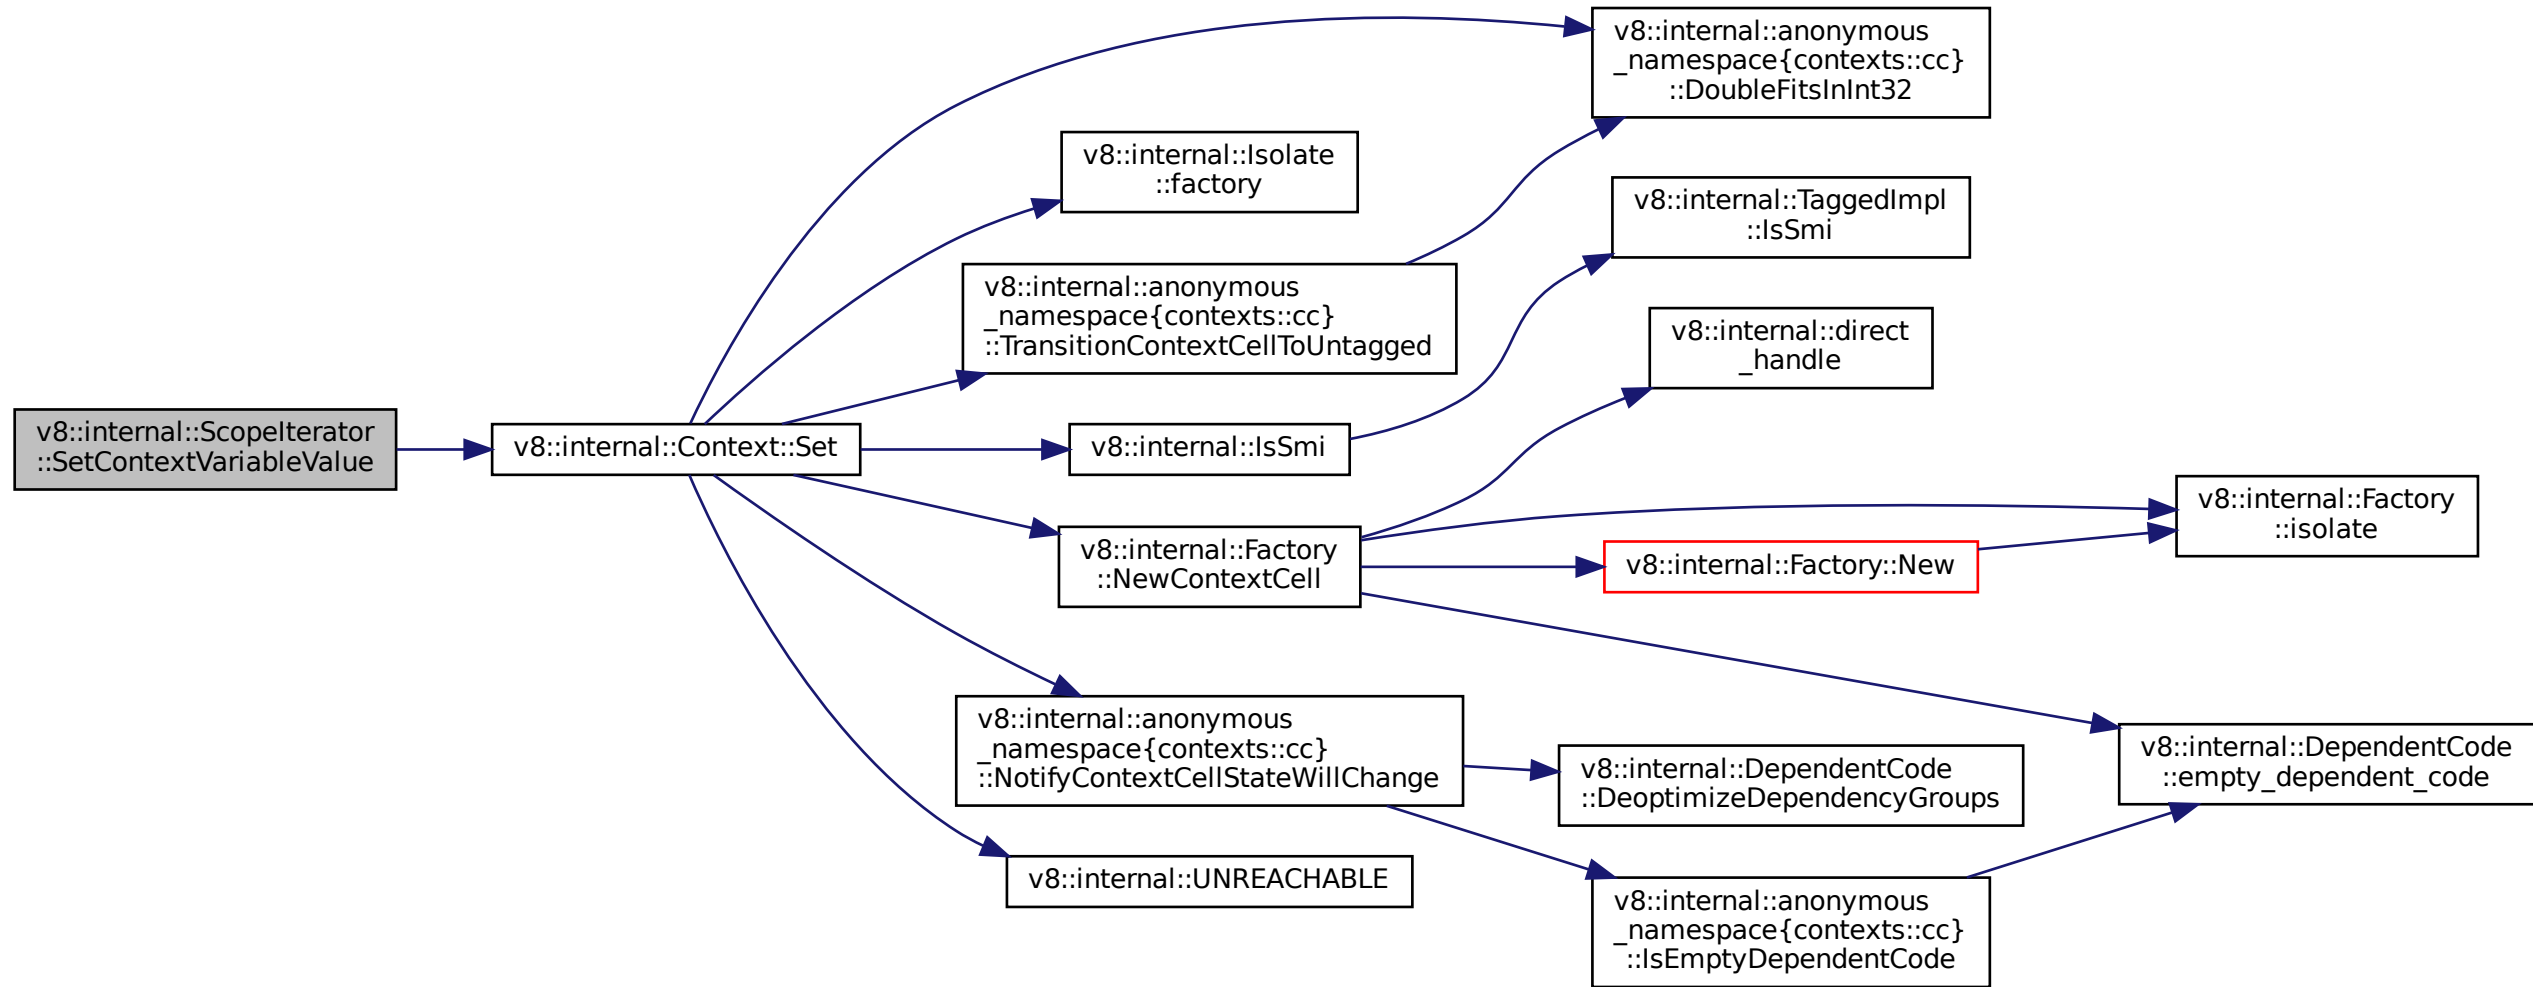 v8::internal::ScopeIterator
::SetContextVariableValue
v8::internal::Context::Set
v8::internal::anonymous
_namespace{contexts::cc}
::DoubleFitsInInt32
v8::internal::Isolate
::factory
v8::internal::anonymous
_namespace{contexts::cc}
::TransitionContextCellToUntagged
v8::internal::IsSmi
v8::internal::TaggedImpl
::IsSmi
v8::internal::Factory
::NewContextCell
v8::internal::direct
_handle
v8::internal::Factory
::isolate
v8::internal::Factory::New
v8::internal::DependentCode
::empty_dependent_code
v8::internal::anonymous
_namespace{contexts::cc}
::NotifyContextCellStateWillChange
v8::internal::DependentCode
::DeoptimizeDependencyGroups
v8::internal::anonymous
_namespace{contexts::cc}
::IsEmptyDependentCode
v8::internal::UNREACHABLE